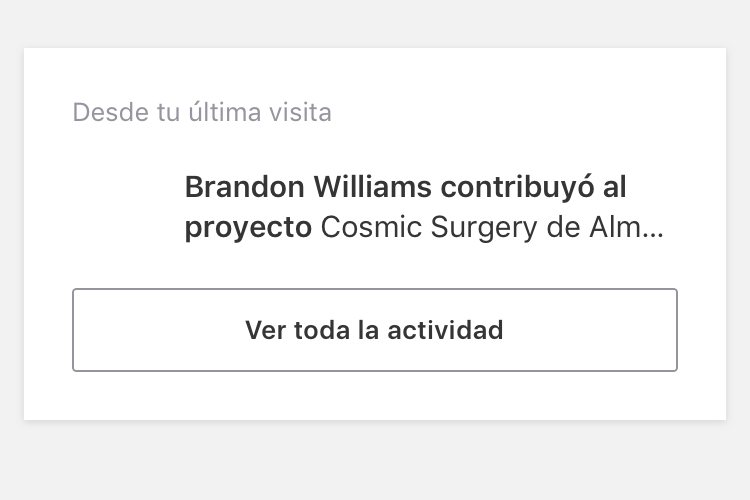 Desde tu última visita
Brandon Williams contribuyó al
proyecto Cosmic Surgery de Alm...
Ver toda la actividad